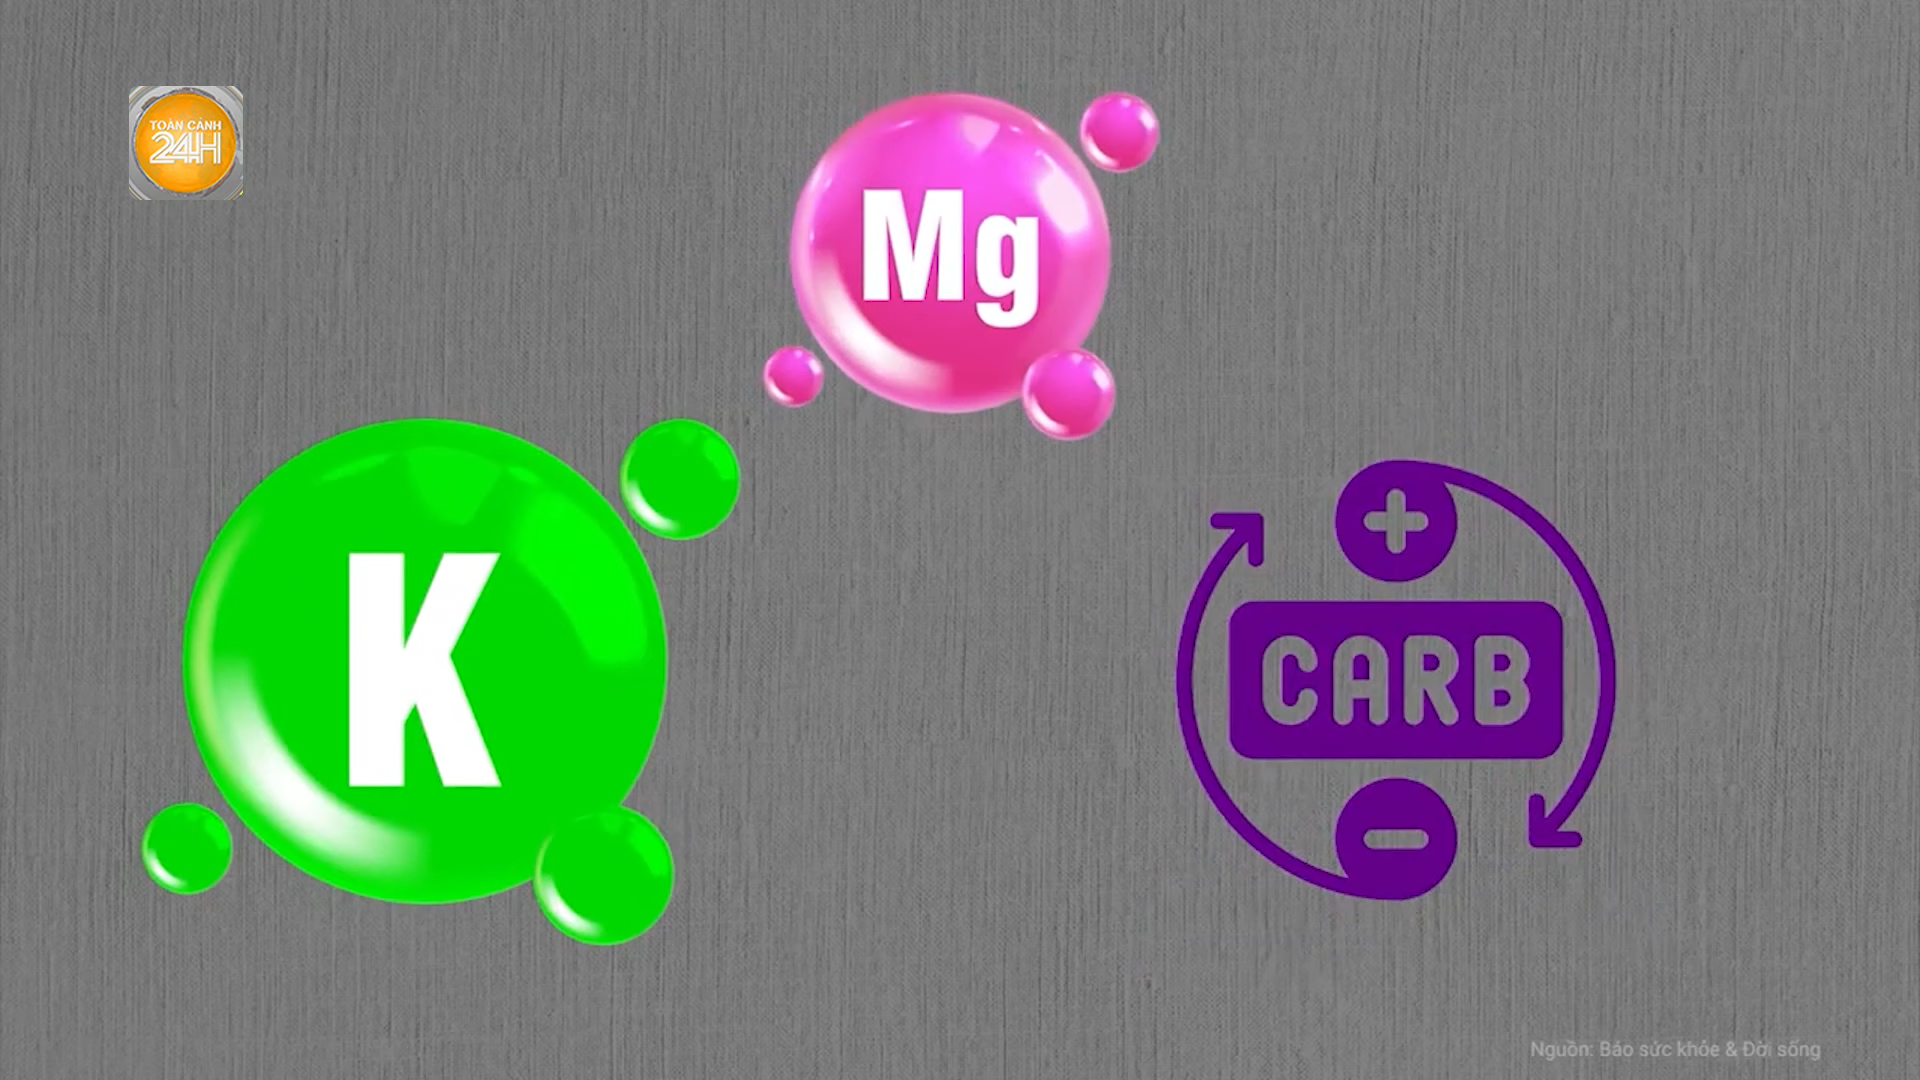 TOÀN CẢNH
24H
Mg
K
CARB
Nguồn: Báo sức khỏe & Đời sống